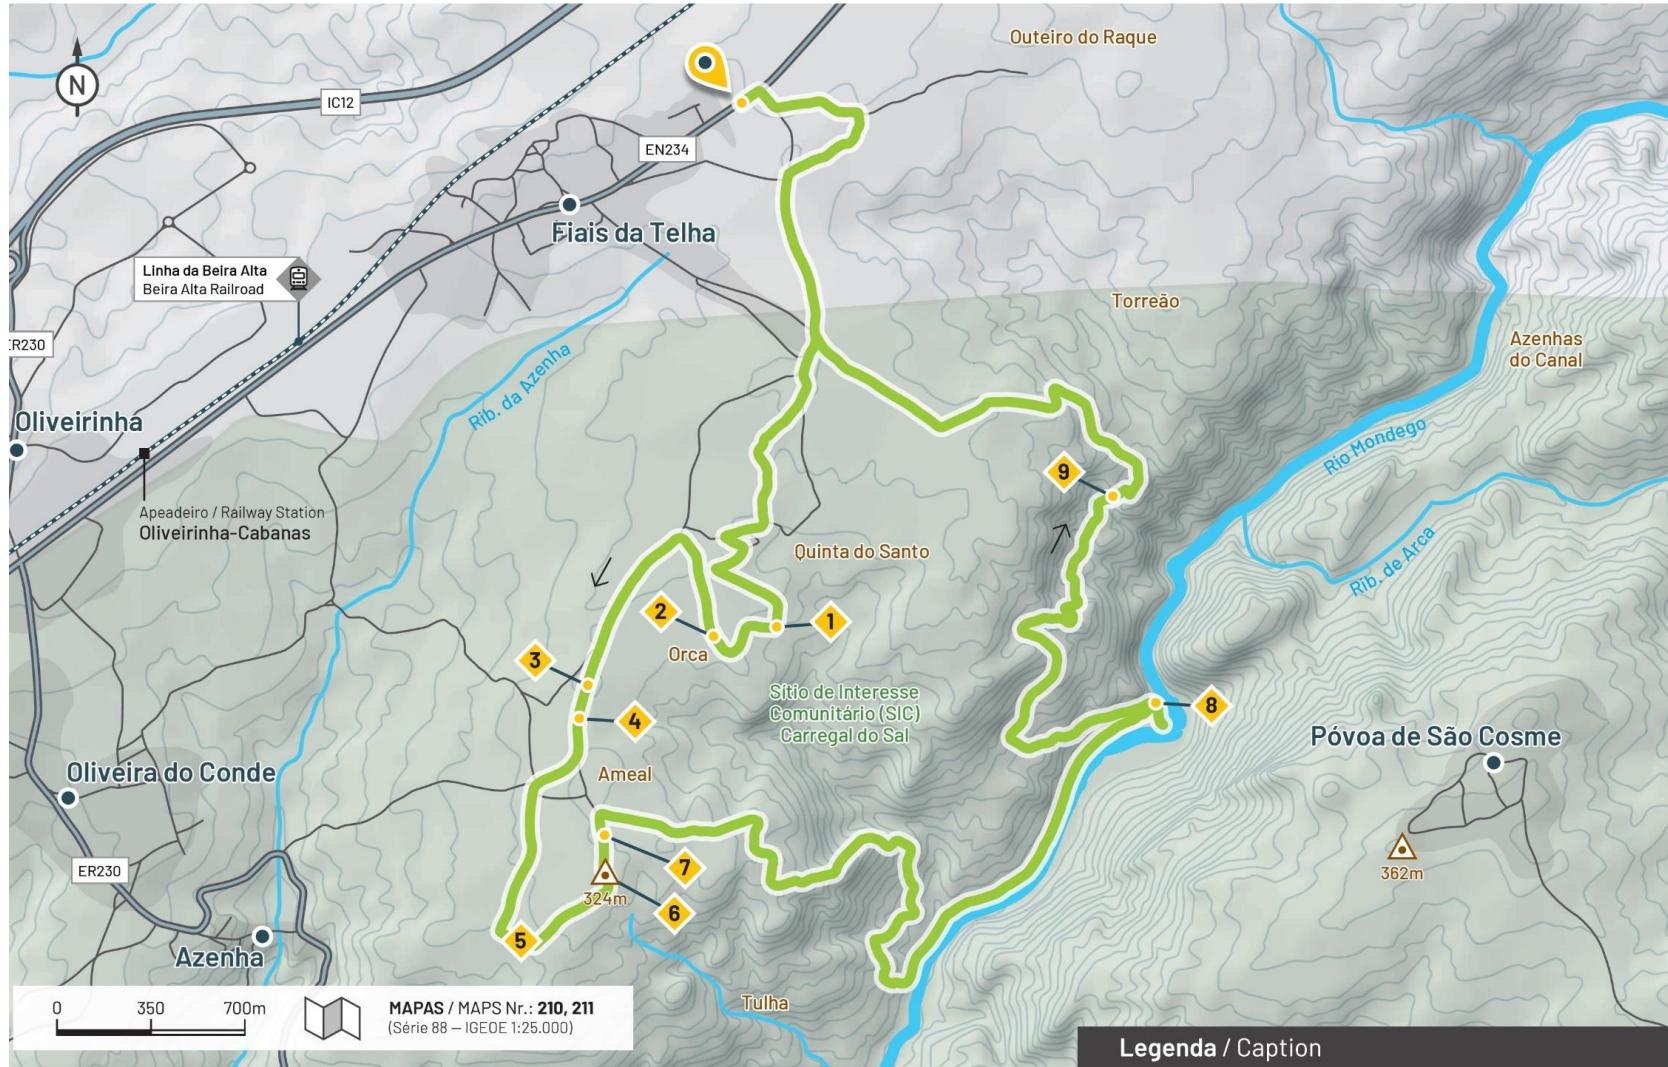 Outeiro do Raque
N
IC12
EN234
Fiais da Telha
Linha da Beira Alta
Beira Alta Railroad
Torreão
ER230
Azenhas
do Canal
Rib. da Azenha
Oliveirinha
Rio Mondego
9
Apeadeiro / Railway Station
Oliveirinha-Cabanas
Quinta do Santo
Rib. de Arca
2
1
Orca
3
Sítio de Interesse
Comunitário (SIC)
Carregal do Sal
4
8
Póvoa de São Cosme
Oliveira do Conde
Ameal
7
ER230
362m
324m
6
5
Azenha
Tulha
0 350 700m
MAPAS / MAPS Nr.: 210, 211
(Série 88 — IGEOE 1:25.000)
Legenda / Caption